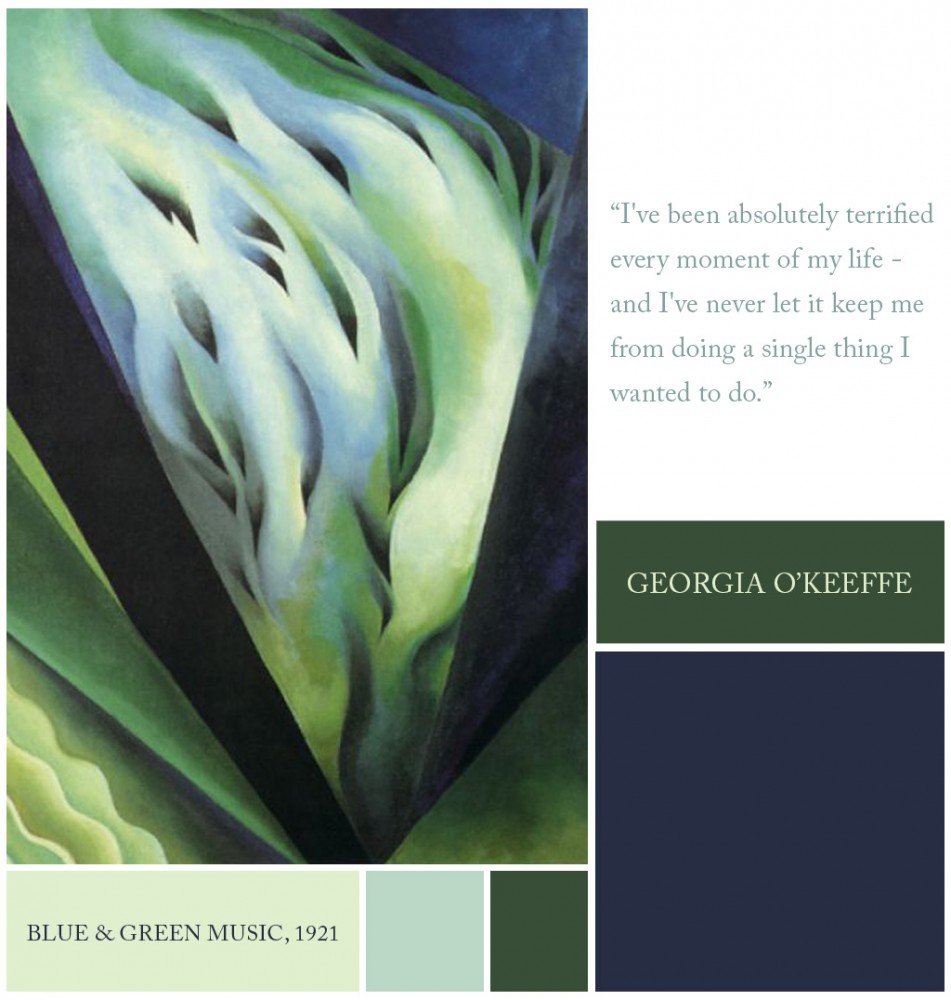 “I've been absolutely terrified
every moment of my life -
and I've never let it keep me
from doing a single thing I
wanted to do.”
GEORGIA O’KEEFFE
BLUE & GREEN MUSIC, 1921